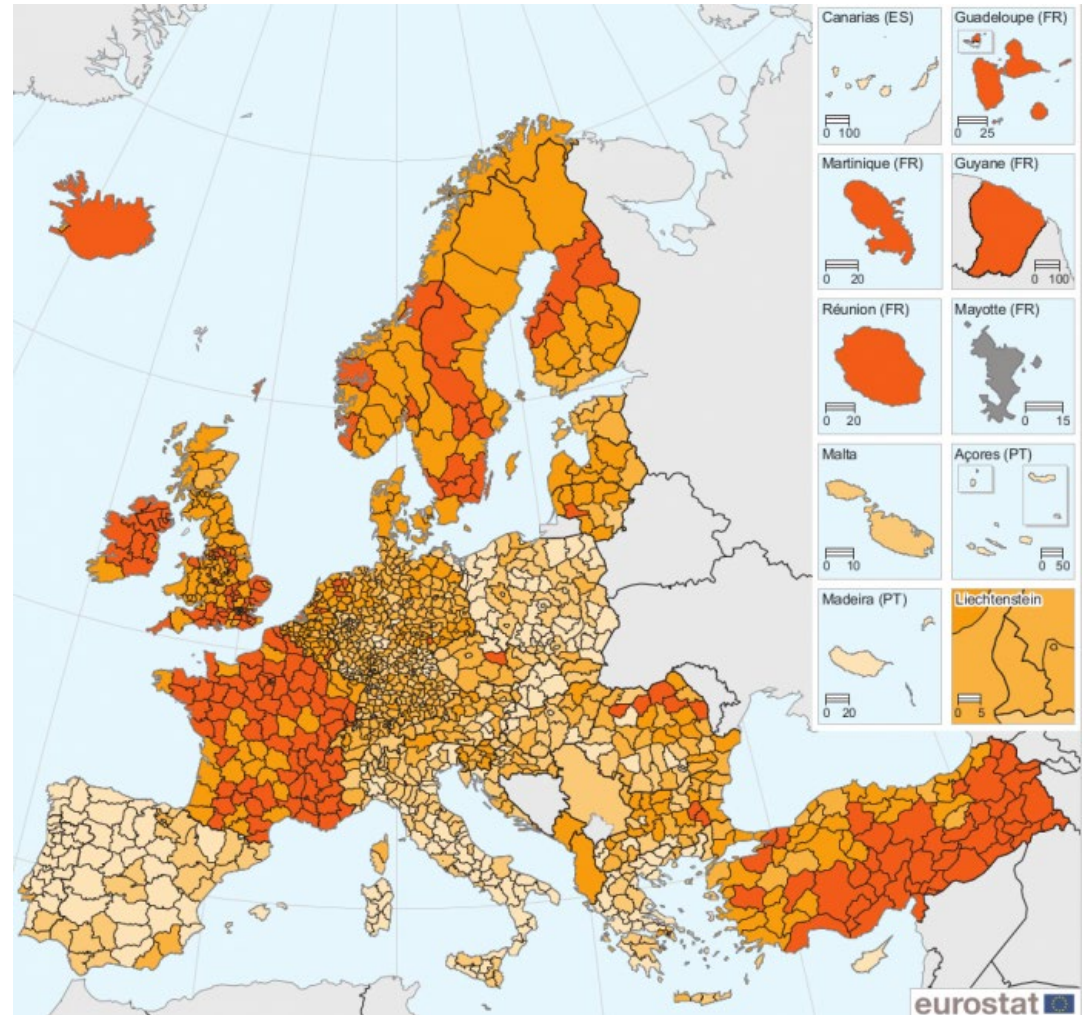 Canarias (ES)
0 100
Guadeloupe (FR)
0 25
Martinique (FR)
0 20
Guyane (FR)
0 100
Réunion (FR)
0 20
Mayotte (FR)
0 15
Malta
0 10
Açores (PT)
0 50
Madeira (PT)
0 20
Liechtenstein
0 5
eurostat